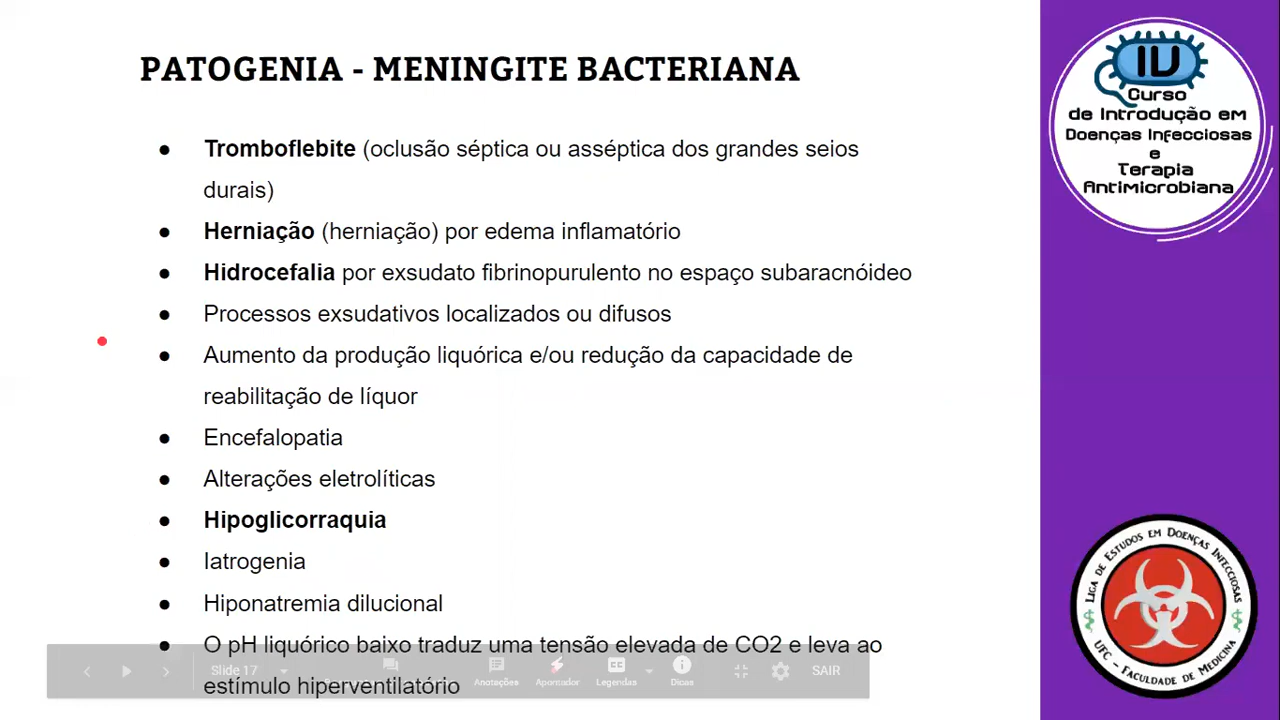 PATOGENIA - MENINGITE BACTERIANA
● Tromboflebite (oclusão séptica ou asséptica dos grandes seios
durais)
● Herniação (herniação) por edema inflamatório
● Hidrocefalia por exsudato fibrinopurulento no espaço subaracnóideo
● Processos exsudativos localizados ou difusos
● Aumento da produção liquórica e/ou redução da capacidade de
reabilitação de líquor
● Encefalopatia
● Alterações eletrolíticas
● Hipoglicorraquia
● Iatrogenia
● Hiponatremia dilucional
● O pH liquórico baixo traduz uma tensão elevada de CO2 e leva ao
estímulo hiperventilatório
Slide 17
Anotações
Apontador
Legendas
Dicas
SAIR
IV
Curso
de Introdução em
Doenças Infecciosas
e
Terapia
Antimicrobiana
LIGA DE ESTUDOS EM DOENÇAS INFECCIOSAS
UFC - FACULDADE DE MEDICINA